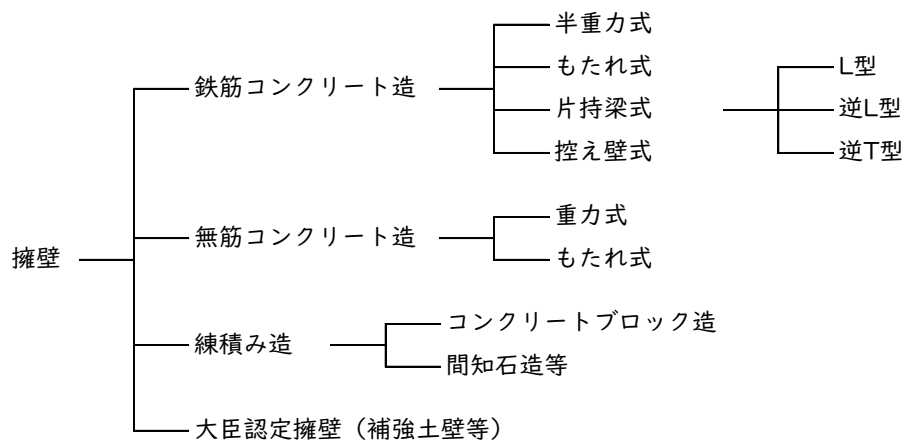 擁壁
鉄筋コンクリート造
半重力式
もたれ式
片持梁式
L型
逆L型
逆T型
控え壁式
無筋コンクリート造
重力式
もたれ式
練積み造
コンクリートブロック造
間知石造等
大臣認定擁壁（補強土壁等）